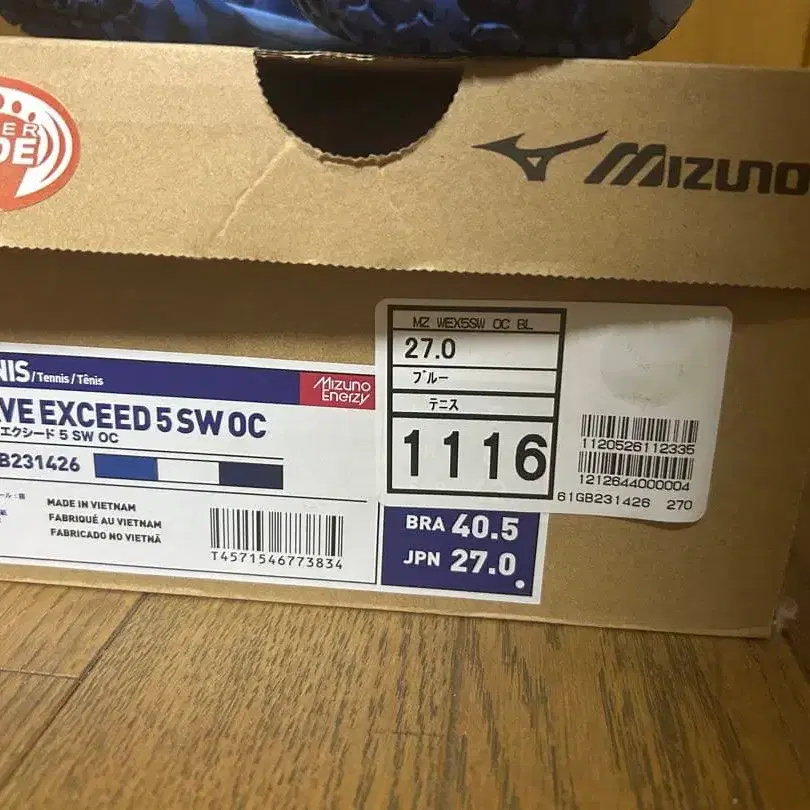 ER
DE
MIZUNO
NIS/Tennis/Tênis
Mizuno
Energy
VE EXCEED 5 SW OC
エクシード 5 SW OC
B231426
MADE IN VIETNAM
FABRIQUÉ AU VIETNAM
FABRICADO NO VIETNÃ
T4571546773834
BRA 40.5
JPN 27.0
MZ WEX5SW OC BL
27.0
ブルー
テニス
1116
1120526112335
1212644000004
61GB231426 270